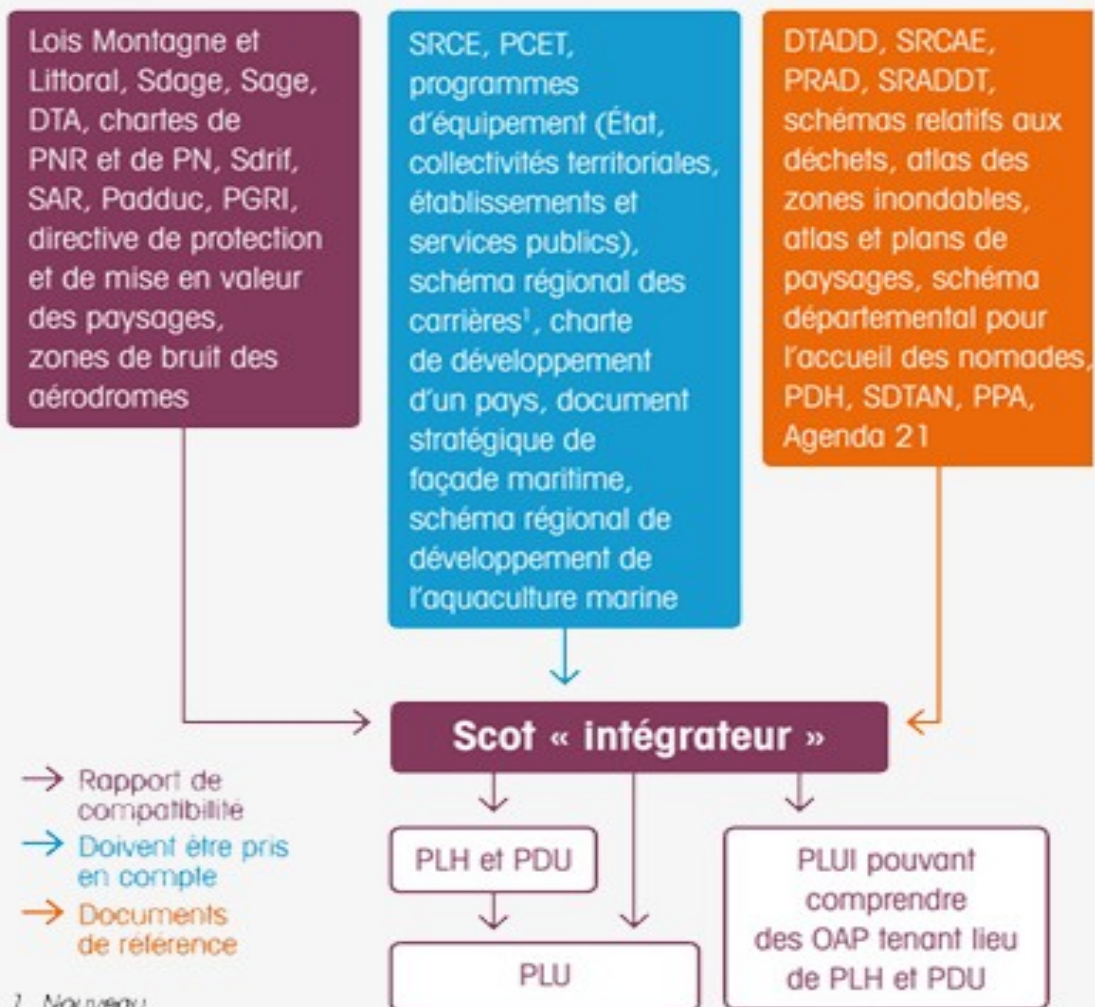 Lois Montagne et
Littoral, Sdage, Sage,
DTA, chartes de
PNR et de PN, Sdrif,
SAR, Padduc, PGRI,
directive de protection
et de mise en valeur
des paysages,
zones de bruit des
aérodromes
SRCE, PCET,
programmes
d'équipement (État,
collectivités territoriales,
établissements et
services publics),
schéma régional des
carrières¹, charte
de développement
d'un pays, document
stratégique de
façade maritime,
schéma régional de
développement de
l'aquaculture marine
DTADD, SRCAE,
PRAD, SRADDT,
schémas relatifs aux
déchets, atlas des
zones inondables,
atlas et plans de
paysages, schéma
départemental pour
l'accueil des nomades,
PDH, SDTAN, PPA,
Agenda 21
Scot « intégrateur »
Rapport de
compatibilité
Doivent être pris
en compte
Documents
de référence
PLH et PDU
PLU
PLUI pouvant
comprendre
des OAP tenant lieu
de PLH et PDU
1. Nouveau